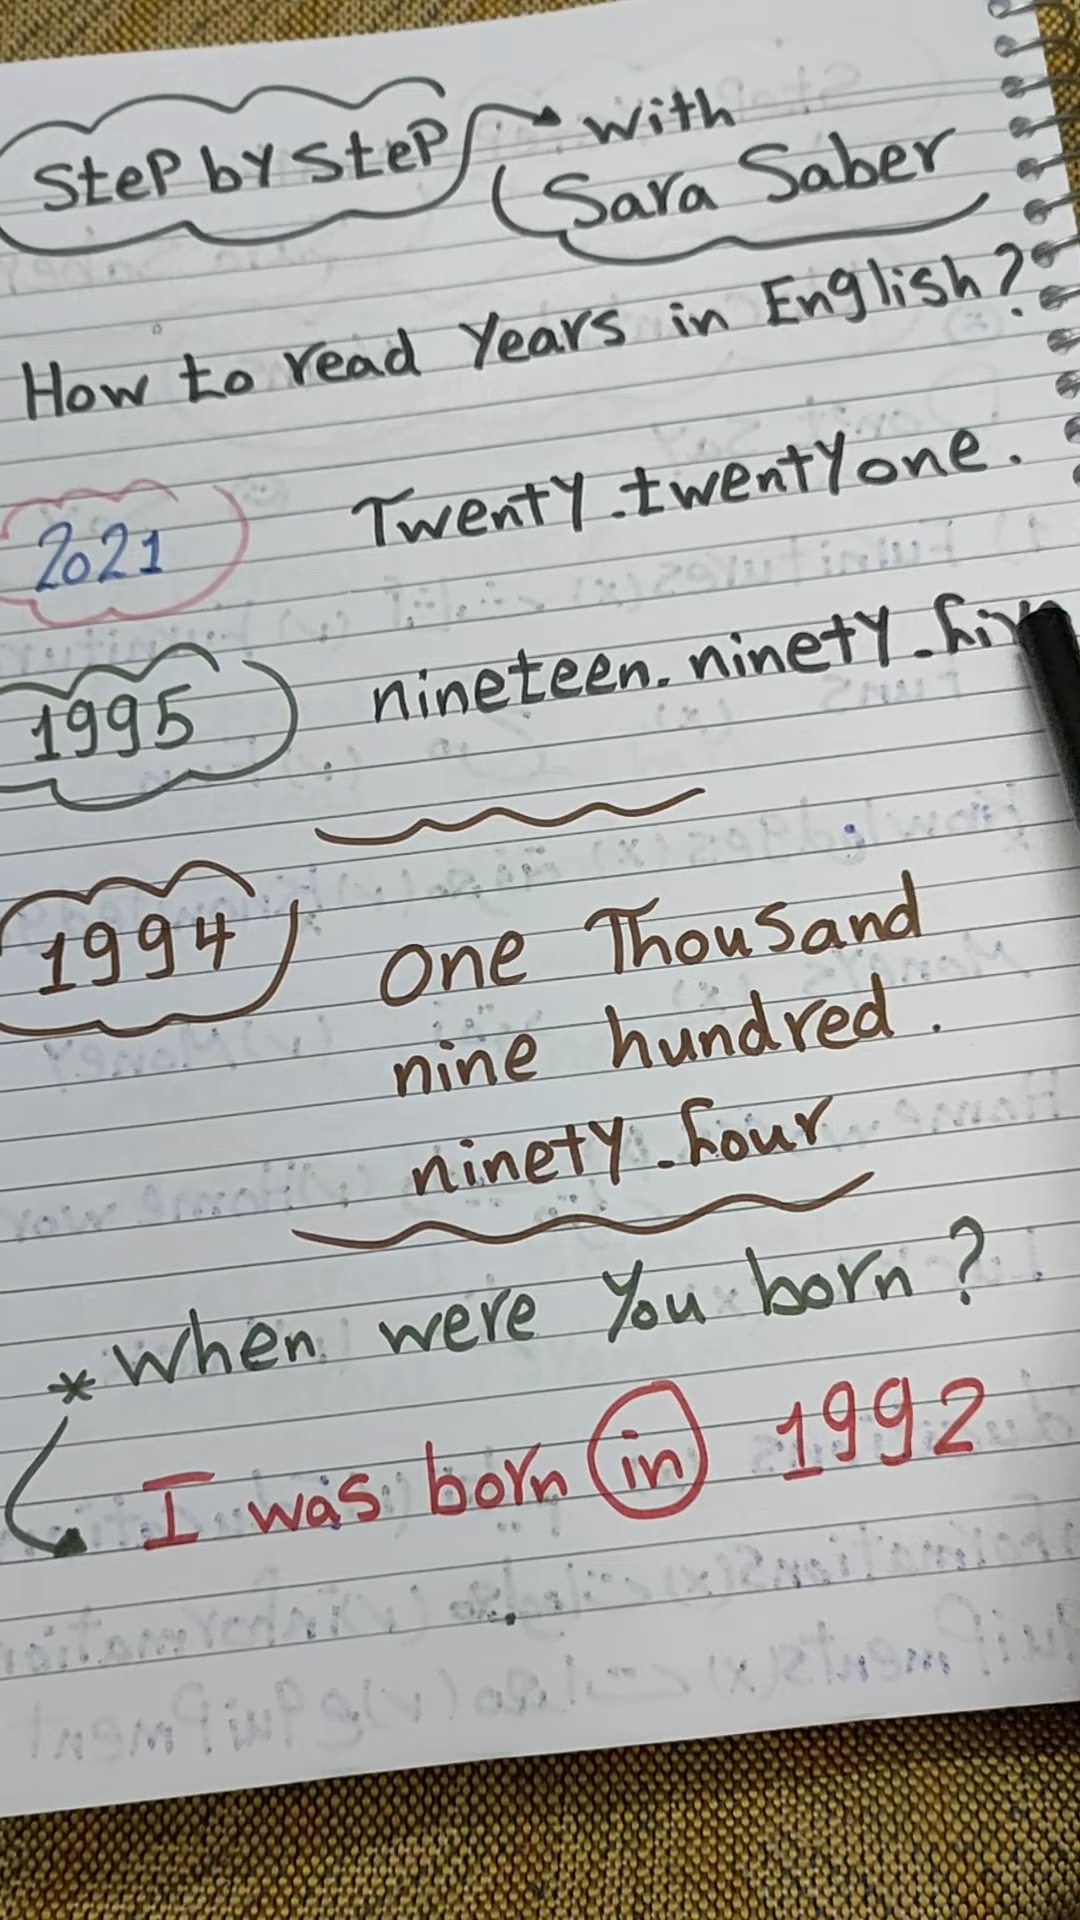 Step by Step with
Sara Saber
How to read Years in English?
2021 Twenty-twenty one.
1995 nineteen-ninety-five
1994 one Thousand
nine hundred.
ninety-four
* When were You born?
I was born in 1992